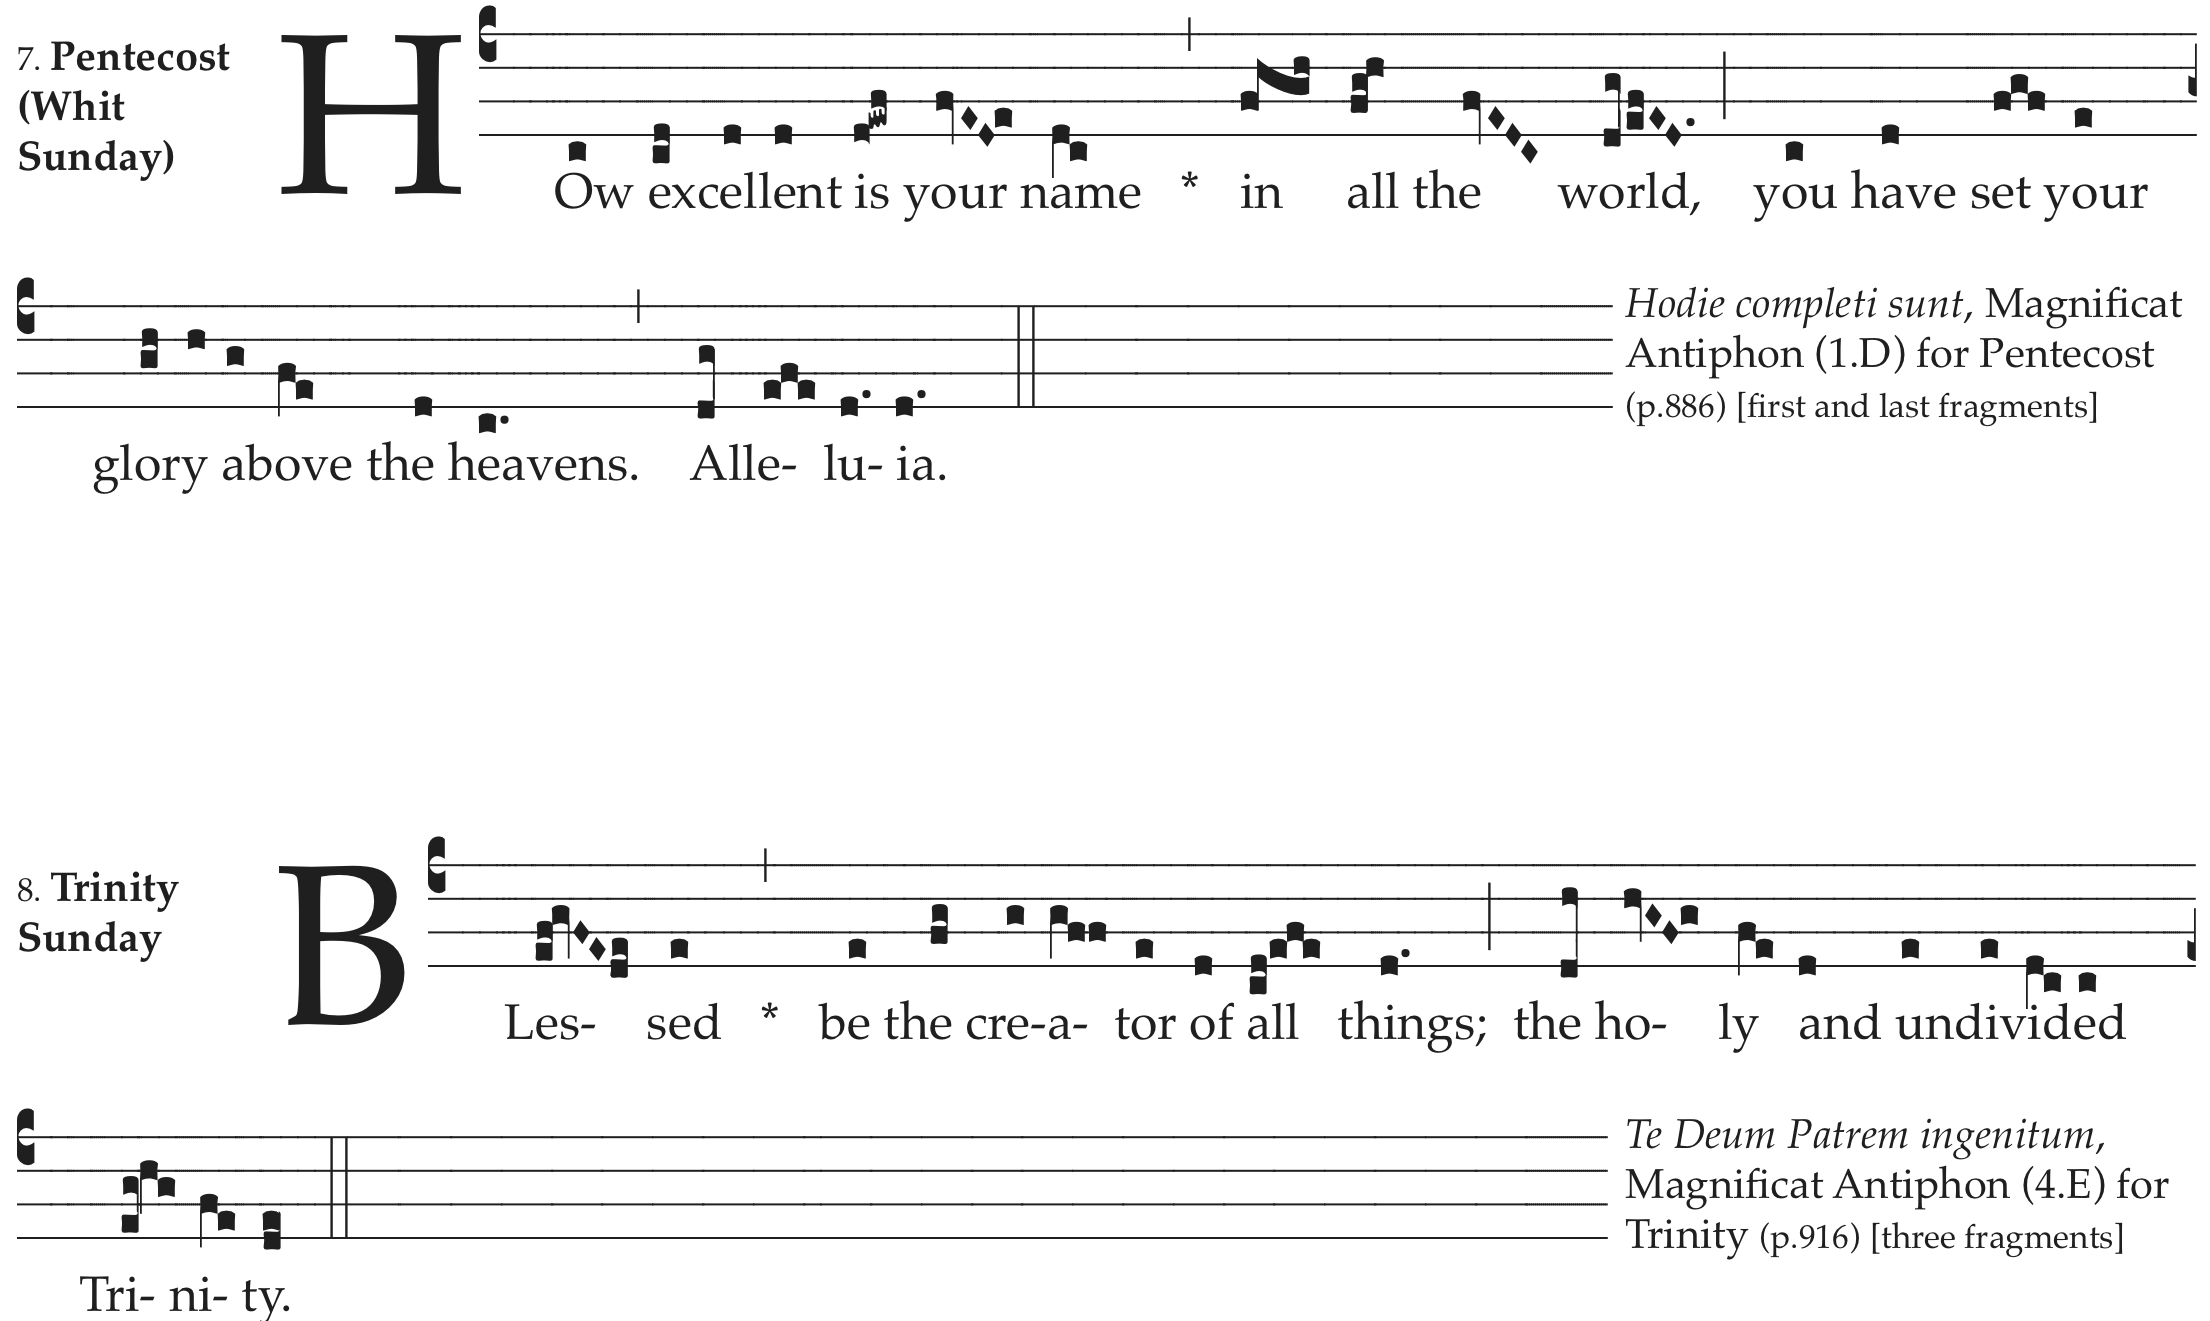 7. Pentecost
(Whit
Sunday)
HOw excellent is your name * in all the world, you have set your
glory above the heavens. Alle- lu- ia.
Hodie completi sunt, Magnificat
Antiphon (1.D) for Pentecost
(p.886) [first and last fragments]
8. Trinity
Sunday
BLes- sed * be the cre-a- tor of all things; the ho- ly and undivided
Tri- ni- ty.
Te Deum Patrem ingenitum,
Magnificat Antiphon (4.E) for
Trinity (p.916) [three fragments]